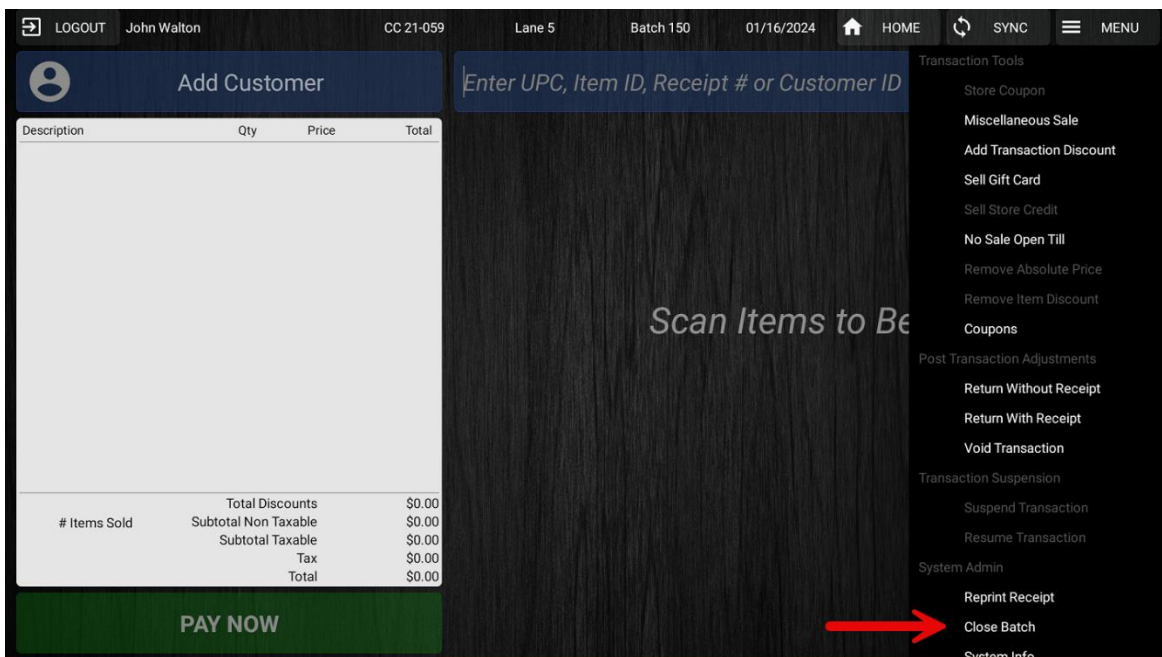 LOGOUT John Walton CC 21-059 Lane 5 Batch 150 01/16/2024 HOME SYNC MENU
Add Customer
Enter UPC, Item ID, Receipt # or Customer ID
Description Qty Price Total
Scan Items to Be
Total Discounts $0.00
# Items Sold
Subtotal Non Taxable $0.00
Subtotal Taxable $0.00
Tax $0.00
Total $0.00
PAY NOW
Transaction Tools
Store Coupon
Miscellaneous Sale
Add Transaction Discount
Sell Gift Card
Sell Store Credit
No Sale Open Till
Remove Absolute Price
Remove Item Discount
Coupons
Post Transaction Adjustments
Return Without Receipt
Return With Receipt
Void Transaction
Transaction Suspension
Suspend Transaction
Resume Transaction
System Admin
Reprint Receipt
Close Batch
System Info